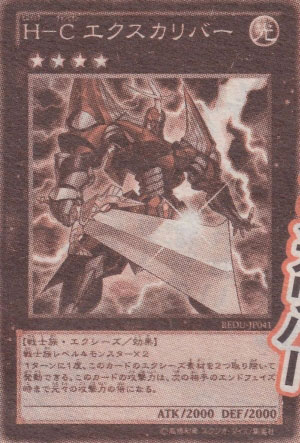 H-C エクスカリバー
光
REDU-JP041
【戦士族・エクシーズ/効果】
戦士族レベル4モンスター×2
1ターンに1度、このカードのエクシーズ素材を2つ取り除いて
発動できる。このカードの攻撃力は、次の相手のエンドフェイズ
時まで元々の攻撃力の倍になる。
ATK/2000 DEF/2000